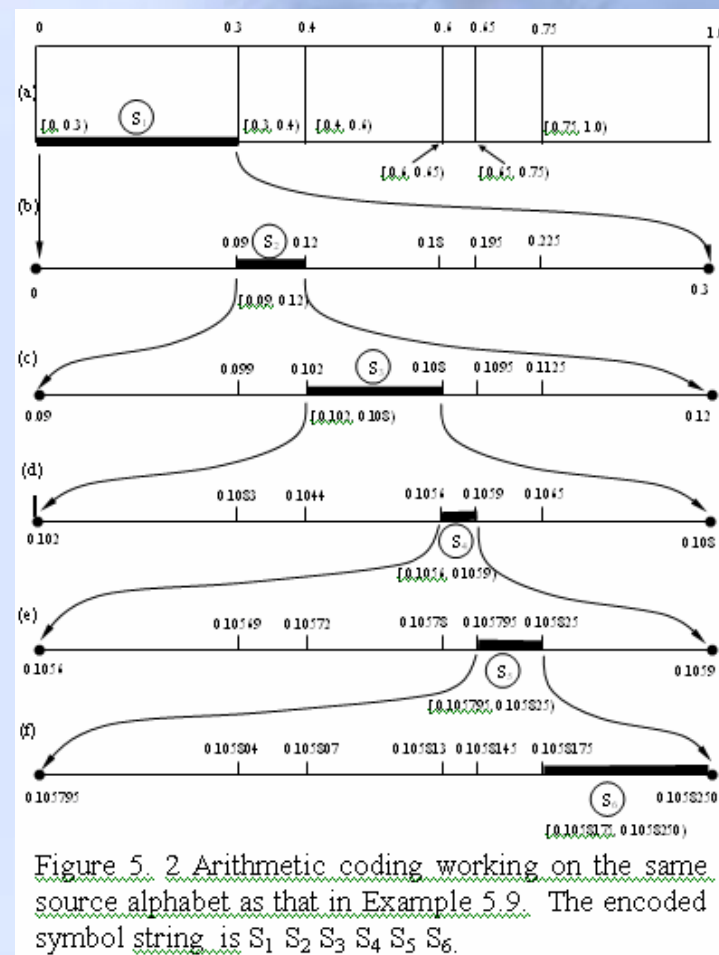 0 0.3 0.4 0.6 0.65 0.75 1.
(a)
S1
[0, 0.3) [0.3, 0.4) [0.4, 0.6) [0.75, 1.0)
[0.6, 0.65) [0.65, 0.75)
(b)
0.09 S2 0.12 0.18 0.195 0.225
0 0.3
[0.09, 0.12)
(c)
S3
0.099 0.102 0.108 0.1095 0.1125
0.09 0.12
[0.102, 0.108)
(d)
0.1083 0.1044 0.1056 0.1059 0.1065
0.102 0.108
S4
[0.1056, 0.1059)
(e)
0.10569 0.10572 0.10578 0.105795 0.105825
0.1056 0.1059
S5
[0.105795, 0.105825)
(f)
0.105804 0.105807 0.105813 0.1058145 0.1058175
0.105795 0.1058250
S6
[0.1058175, 0.1058250)
Figure 5. 2 Arithmetic coding working on the same
source alphabet as that in Example 5.9. The encoded
symbol string is S1 S2 S3 S4 S5 S6.